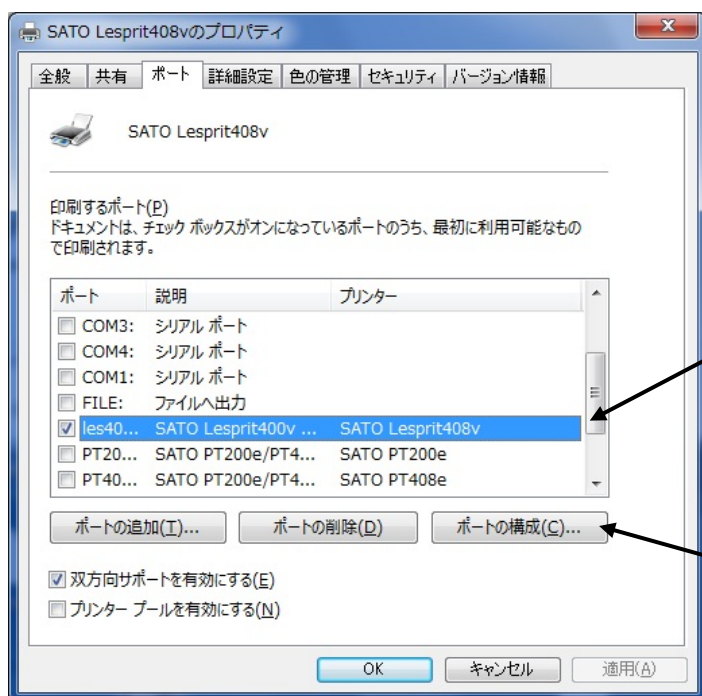 SATO Lesprit408vのプロパティ
全般 共有 ポート 詳細設定 色の管理 セキュリティ バージョン情報
SATO Lesprit408v
印刷するポート(P)
ドキュメントは、チェック ボックスがオンになっているポートのうち、最初に利用可能なもの
で印刷されます。
ポート 説明 プリンター
COM3: シリアル ポート
COM4: シリアル ポート
COM1: シリアル ポート
FILE: ファイルへ出力
les40... SATO Lesprit400v ... SATO Lesprit408v
PT20... SATO PT200e/PT4... SATO PT200e
PT40... SATO PT200e/PT4... SATO PT408e
ポートの追加(T)... ポートの削除(D) ポートの構成(C)...
双方向サポートを有効にする(E)
プリンター プールを有効にする(N)
OK キャンセル 適用(A)